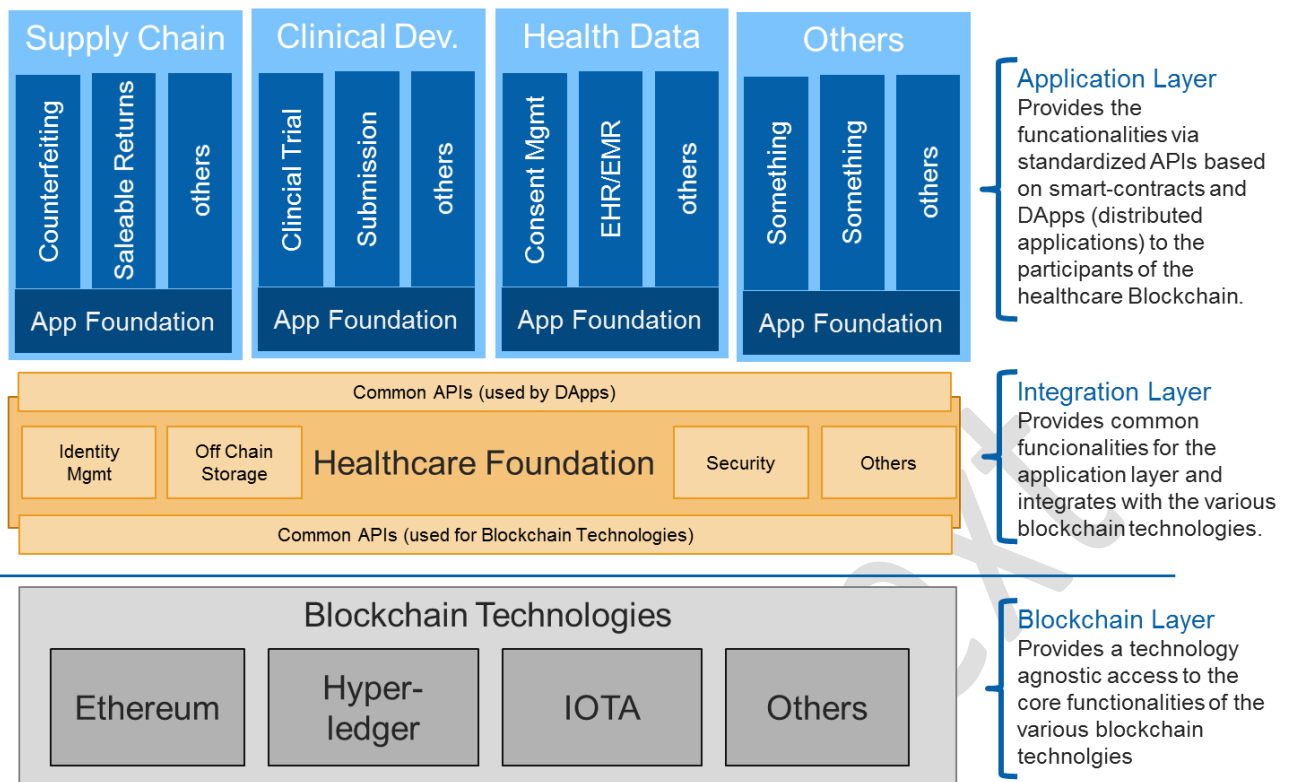 Supply Chain
Counterfeiting
Saleable Returns
others
App Foundation
Clinical Dev.
Clincial Trial
Submission
others
App Foundation
Health Data
Consent Mgmt
EHR/EMR
others
App Foundation
Others
Something
Something
others
App Foundation
Application Layer
Provides the
funcationalities via
standardized APIs based
on smart-contracts and
DApps (distributed
applications) to the
participants of the
healthcare Blockchain.
Common APIs (used by DApps)
Identity
Mgmt
Off Chain
Storage
Healthcare Foundation
Security
Others
Common APIs (used for Blockchain Technologies)
Integration Layer
Provides common
funcionalities for the
application layer and
integrates with the various
blockchain technologies.
Blockchain Technologies
Ethereum
Hyper-
ledger
IOTA
Others
Blockchain Layer
Provides a technology
agnostic access to the
core functionalities of the
various blockchain
technolgies